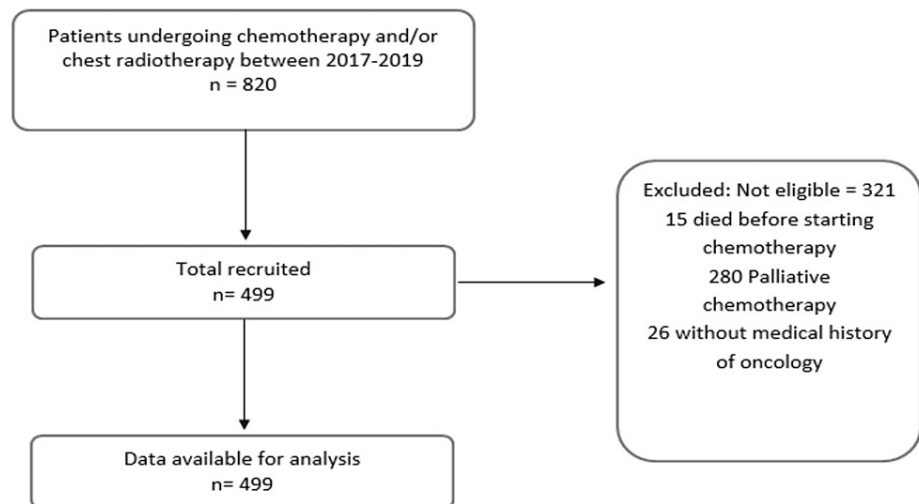 Patients undergoing chemotherapy and/or
chest radiotherapy between 2017-2019
n = 820
Excluded: Not eligible = 321
15 died before starting
chemotherapy
280 Palliative
chemotherapy
26 without medical history
of oncology
Total recruited
n= 499
Data available for analysis
n= 499